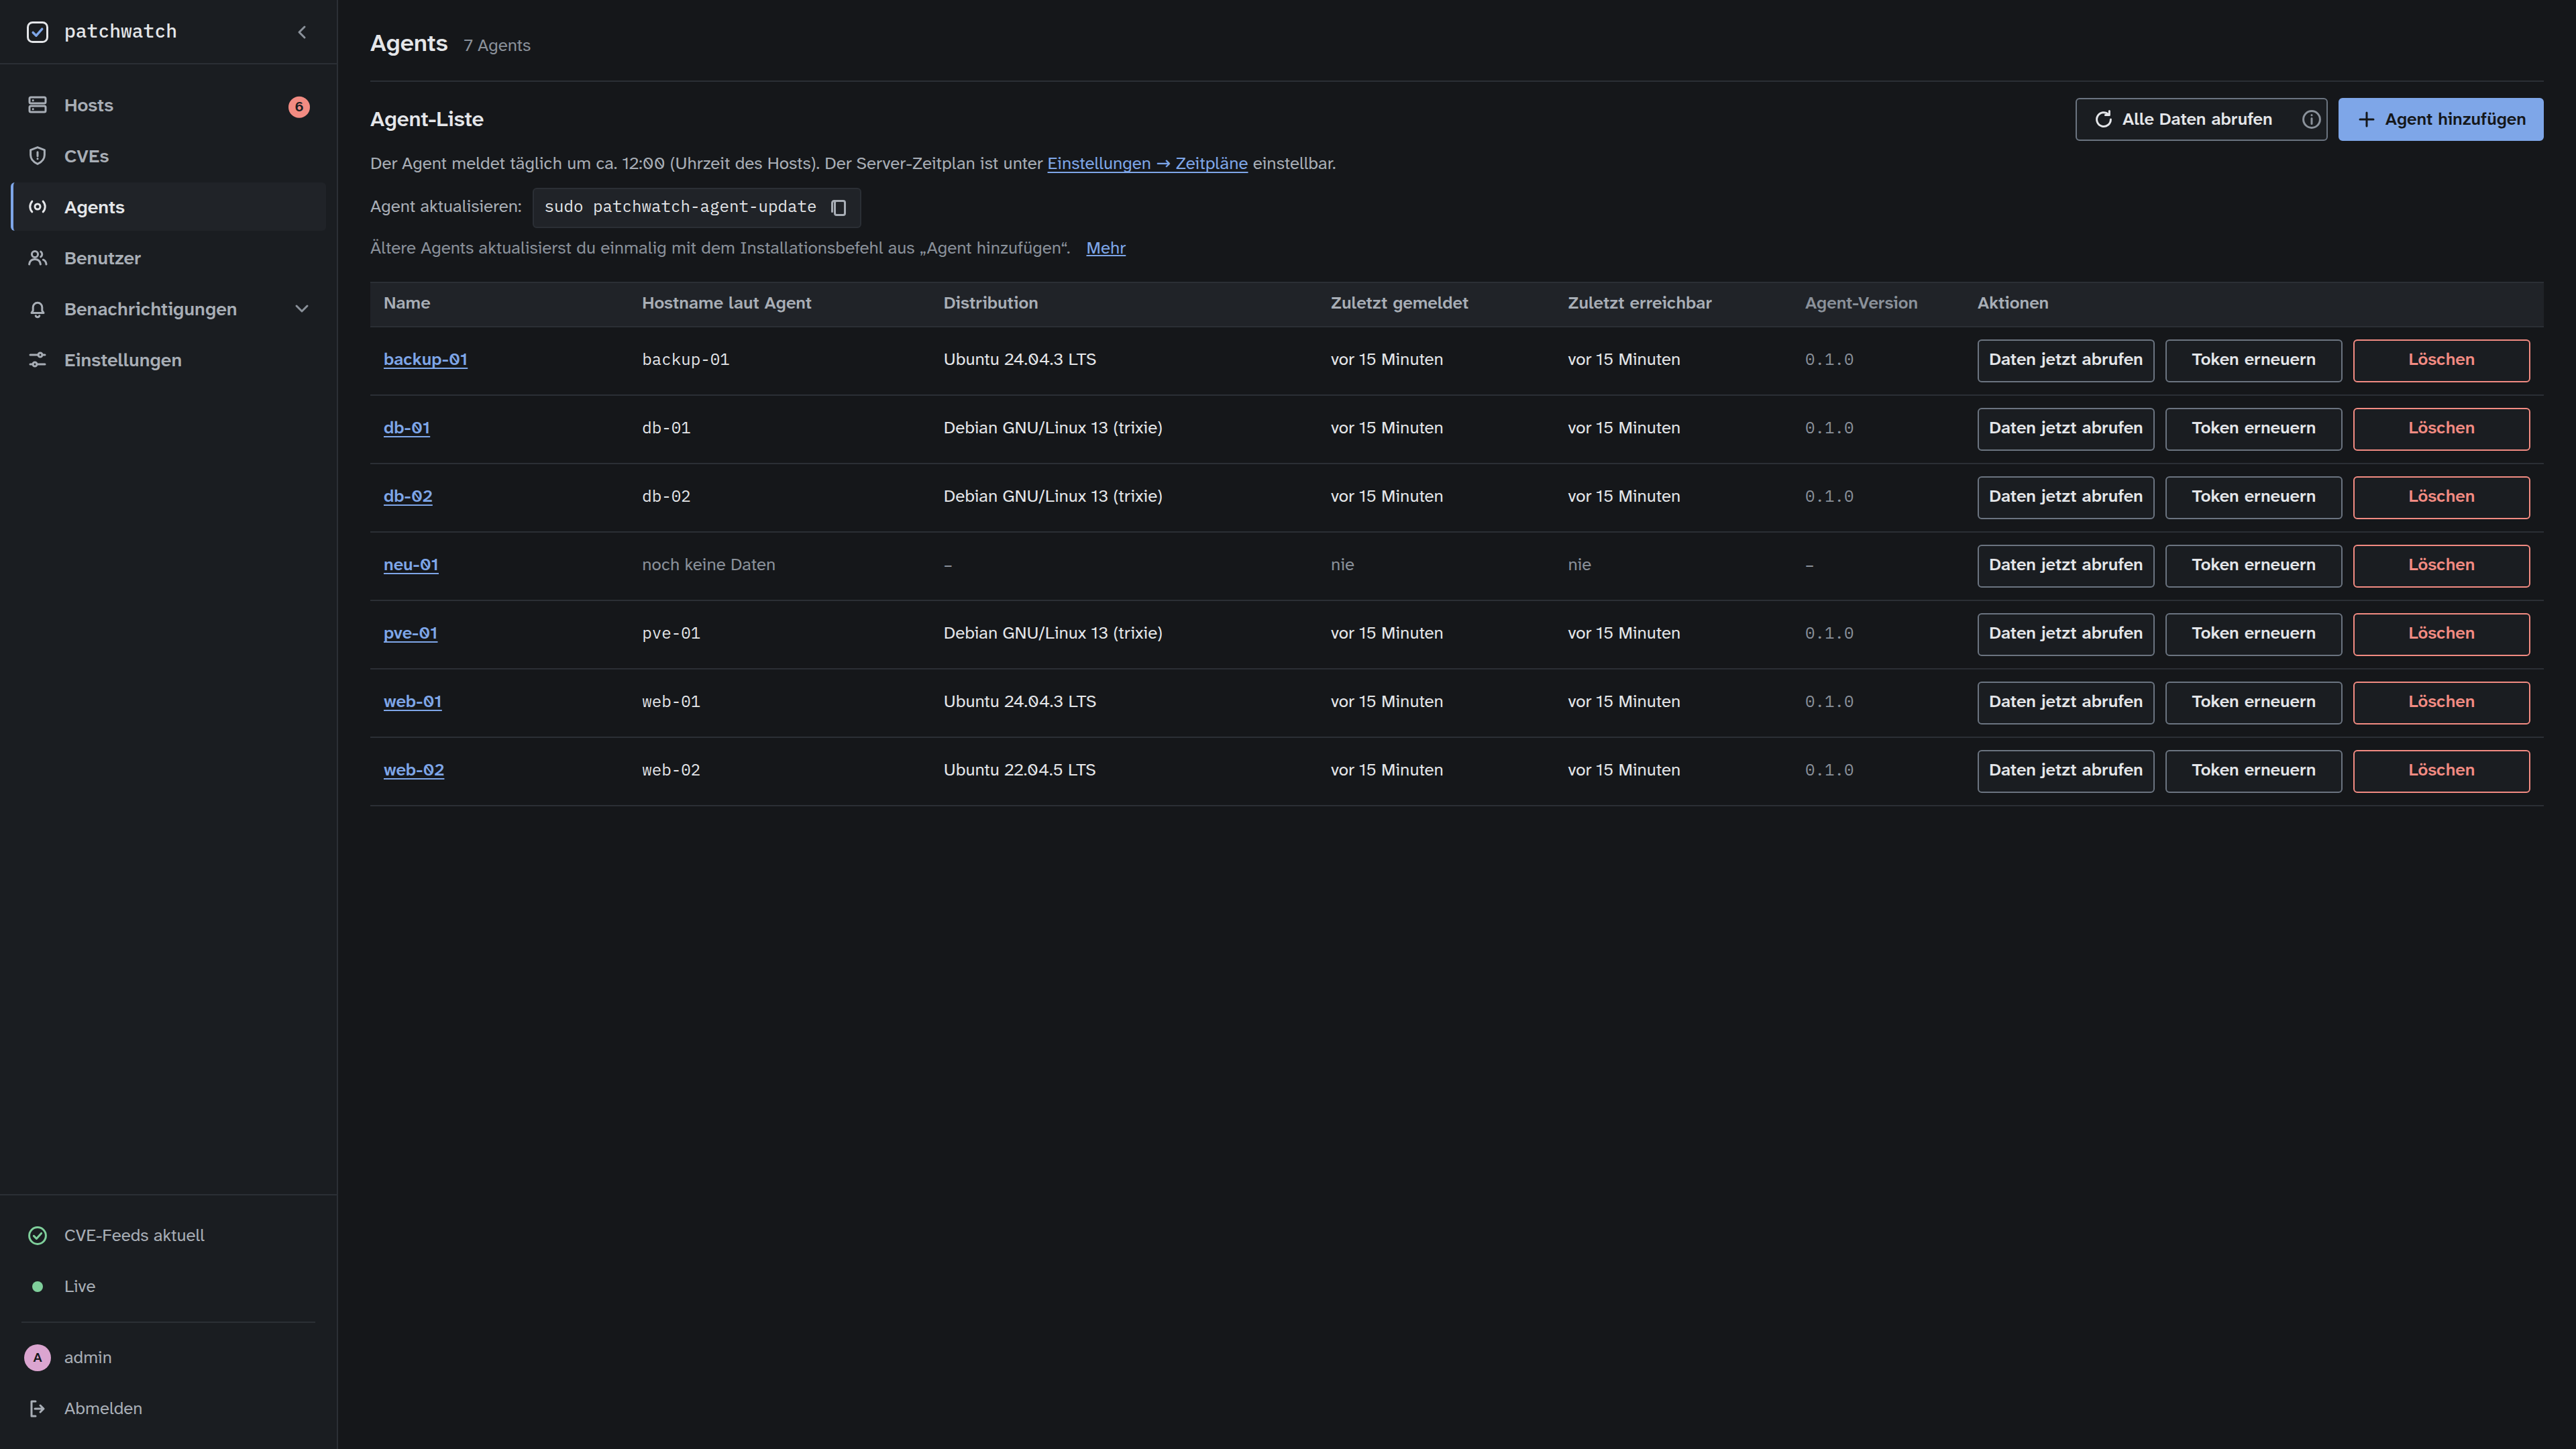 patchwatch
Hosts 6
CVEs
Agents
Benutzer
Benachrichtigungen
Einstellungen
CVE-Feeds aktuell
Live
A admin
Abmelden
Agents 7 Agents
Agent-Liste
Alle Daten abrufen
Agent hinzufügen
Der Agent meldet täglich um ca. 12:00 (Uhrzeit des Hosts). Der Server-Zeitplan ist unter Einstellungen → Zeitpläne einstellbar.
Agent aktualisieren: sudo patchwatch-agent-update
Ältere Agents aktualisierst du einmalig mit dem Installationsbefehl aus „Agent hinzufügen“. Mehr
Name Hostname laut Agent Distribution Zuletzt gemeldet Zuletzt erreichbar Agent-Version Aktionen
backup-01 backup-01 Ubuntu 24.04.3 LTS vor 15 Minuten vor 15 Minuten 0.1.0 Daten jetzt abrufen Token erneuern Löschen
db-01 db-01 Debian GNU/Linux 13 (trixie) vor 15 Minuten vor 15 Minuten 0.1.0 Daten jetzt abrufen Token erneuern Löschen
db-02 db-02 Debian GNU/Linux 13 (trixie) vor 15 Minuten vor 15 Minuten 0.1.0 Daten jetzt abrufen Token erneuern Löschen
neu-01 noch keine Daten – nie nie – Daten jetzt abrufen Token erneuern Löschen
pve-01 pve-01 Debian GNU/Linux 13 (trixie) vor 15 Minuten vor 15 Minuten 0.1.0 Daten jetzt abrufen Token erneuern Löschen
web-01 web-01 Ubuntu 24.04.3 LTS vor 15 Minuten vor 15 Minuten 0.1.0 Daten jetzt abrufen Token erneuern Löschen
web-02 web-02 Ubuntu 22.04.5 LTS vor 15 Minuten vor 15 Minuten 0.1.0 Daten jetzt abrufen Token erneuern Löschen